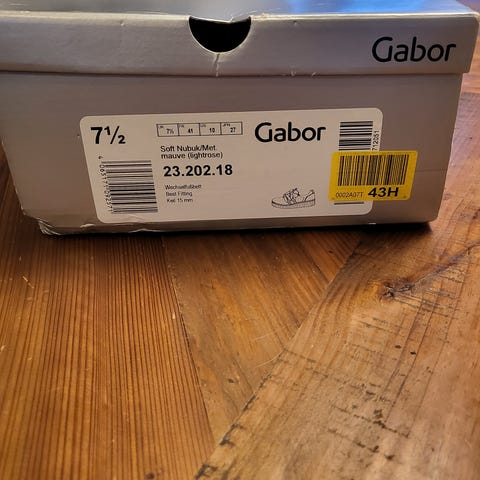 Gabor
7½
7½ 41 10 27
Gabor
Soft Nubuk/Met.
mauve (lightrose)
23.202.18
Wechselfußbett
Best Fitting
Keil 15 mm
0002A07T 43H